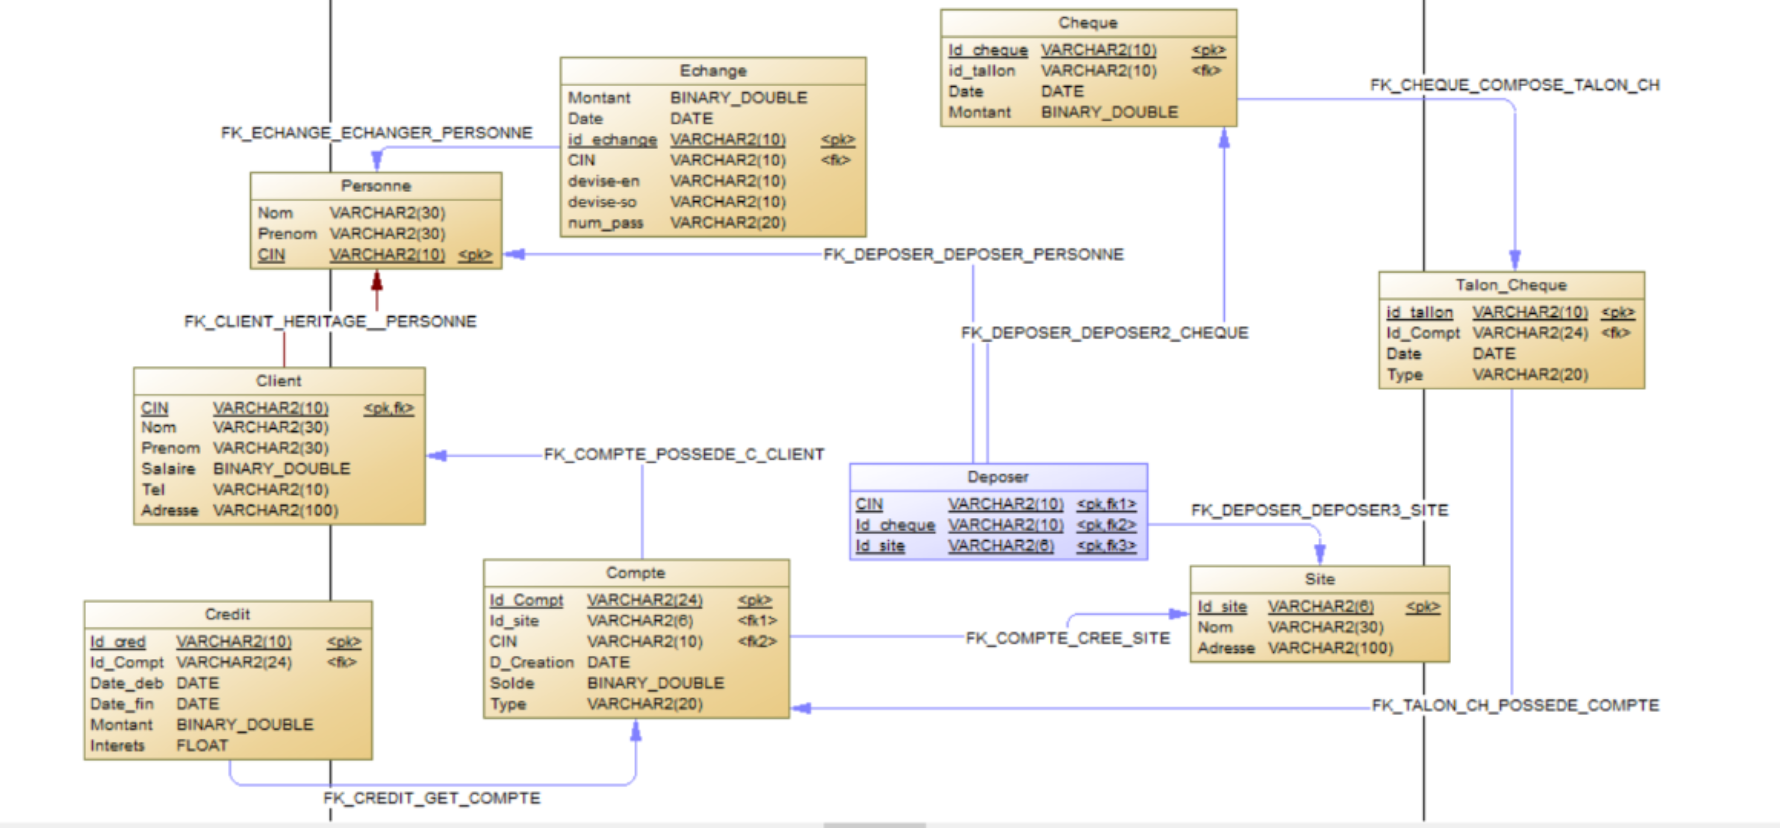 Cheque
Id_cheque VARCHAR2(10) <pk>
id_tallon VARCHAR2(10) <fk>
Date DATE
Montant BINARY_DOUBLE
FK_CHEQUE_COMPOSE_TALON_CH
Echange
Montant BINARY_DOUBLE
Date DATE
id_echange VARCHAR2(10) <pk>
CIN VARCHAR2(10) <fk>
devise-en VARCHAR2(10)
devise-so VARCHAR2(10)
num_pass VARCHAR2(20)
FK_ECHANGE_ECHANGER_PERSONNE
Personne
Nom VARCHAR2(30)
Prenom VARCHAR2(30)
CIN VARCHAR2(10) <pk>
FK_DEPOSER_DEPOSER_PERSONNE
FK_DEPOSER_DEPOSER2_CHEQUE
Talon_Cheque
id_tallon VARCHAR2(10) <pk>
Id_Compt VARCHAR2(24) <fk>
Date DATE
Type VARCHAR2(20)
FK_CLIENT_HERITAGE__PERSONNE
Client
CIN VARCHAR2(10) <pk,fk>
Nom VARCHAR2(30)
Prenom VARCHAR2(30)
Salaire BINARY_DOUBLE
Tel VARCHAR2(10)
Adresse VARCHAR2(100)
FK_COMPTE_POSSEDE_C_CLIENT
Deposer
CIN VARCHAR2(10) <pk,fk1>
Id_cheque VARCHAR2(10) <pk,fk2>
Id_site VARCHAR2(6) <pk,fk3>
FK_DEPOSER_DEPOSER3_SITE
Compte
Id_Compt VARCHAR2(24) <pk>
Id_site VARCHAR2(6) <fk1>
CIN VARCHAR2(10) <fk2>
D_Creation DATE
Solde BINARY_DOUBLE
Type VARCHAR2(20)
FK_COMPTE_CREE_SITE
Site
Id_site VARCHAR2(6) <pk>
Nom VARCHAR2(30)
Adresse VARCHAR2(100)
Credit
Id_cred VARCHAR2(10) <pk>
Id_Compt VARCHAR2(24) <fk>
Date_deb DATE
Date_fin DATE
Montant BINARY_DOUBLE
Interets FLOAT
FK_TALON_CH_POSSEDE_COMPTE
FK_CREDIT_GET_COMPTE